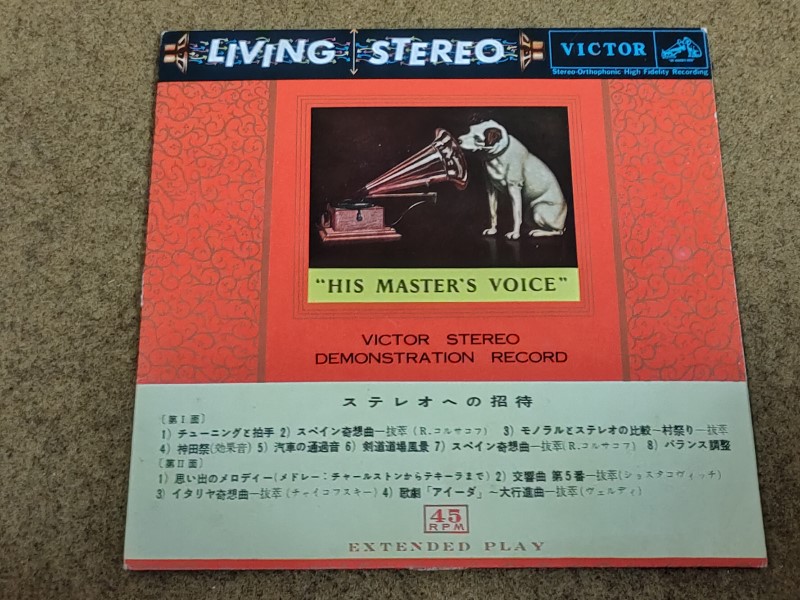 LIVING STEREO
VICTOR
"HIS MASTER'S VOICE"
Stereo-Orthophonic High Fidelity Recording
"HIS MASTER'S VOICE"
VICTOR STEREO
DEMONSTRATION RECORD
ステレオへの招待
〔第Ⅰ面〕
1) チューニングと拍手 2) スペイン奇想曲―抜萃 (R.コルサコフ) 3) モノラルとステレオの比較―村祭り―抜萃
4) 神田祭(効果音) 5) 汽車の通過音 6) 剣道道場風景 7) スペイン奇想曲―抜萃(R.コルサコフ) 8) バランス調整
〔第Ⅱ面〕
1) 思い出のメロディー(メドレー:チャールストンからテキーラまで) 2) 交響曲 第5番―抜萃(ショスタコヴィッチ)
3) イタリヤ奇想曲―抜萃(チャイコフスキー) 4) 歌劇「アイーダ」~大行進曲―抜萃(ヴェルディ)
45
RPM
EXTENDED PLAY